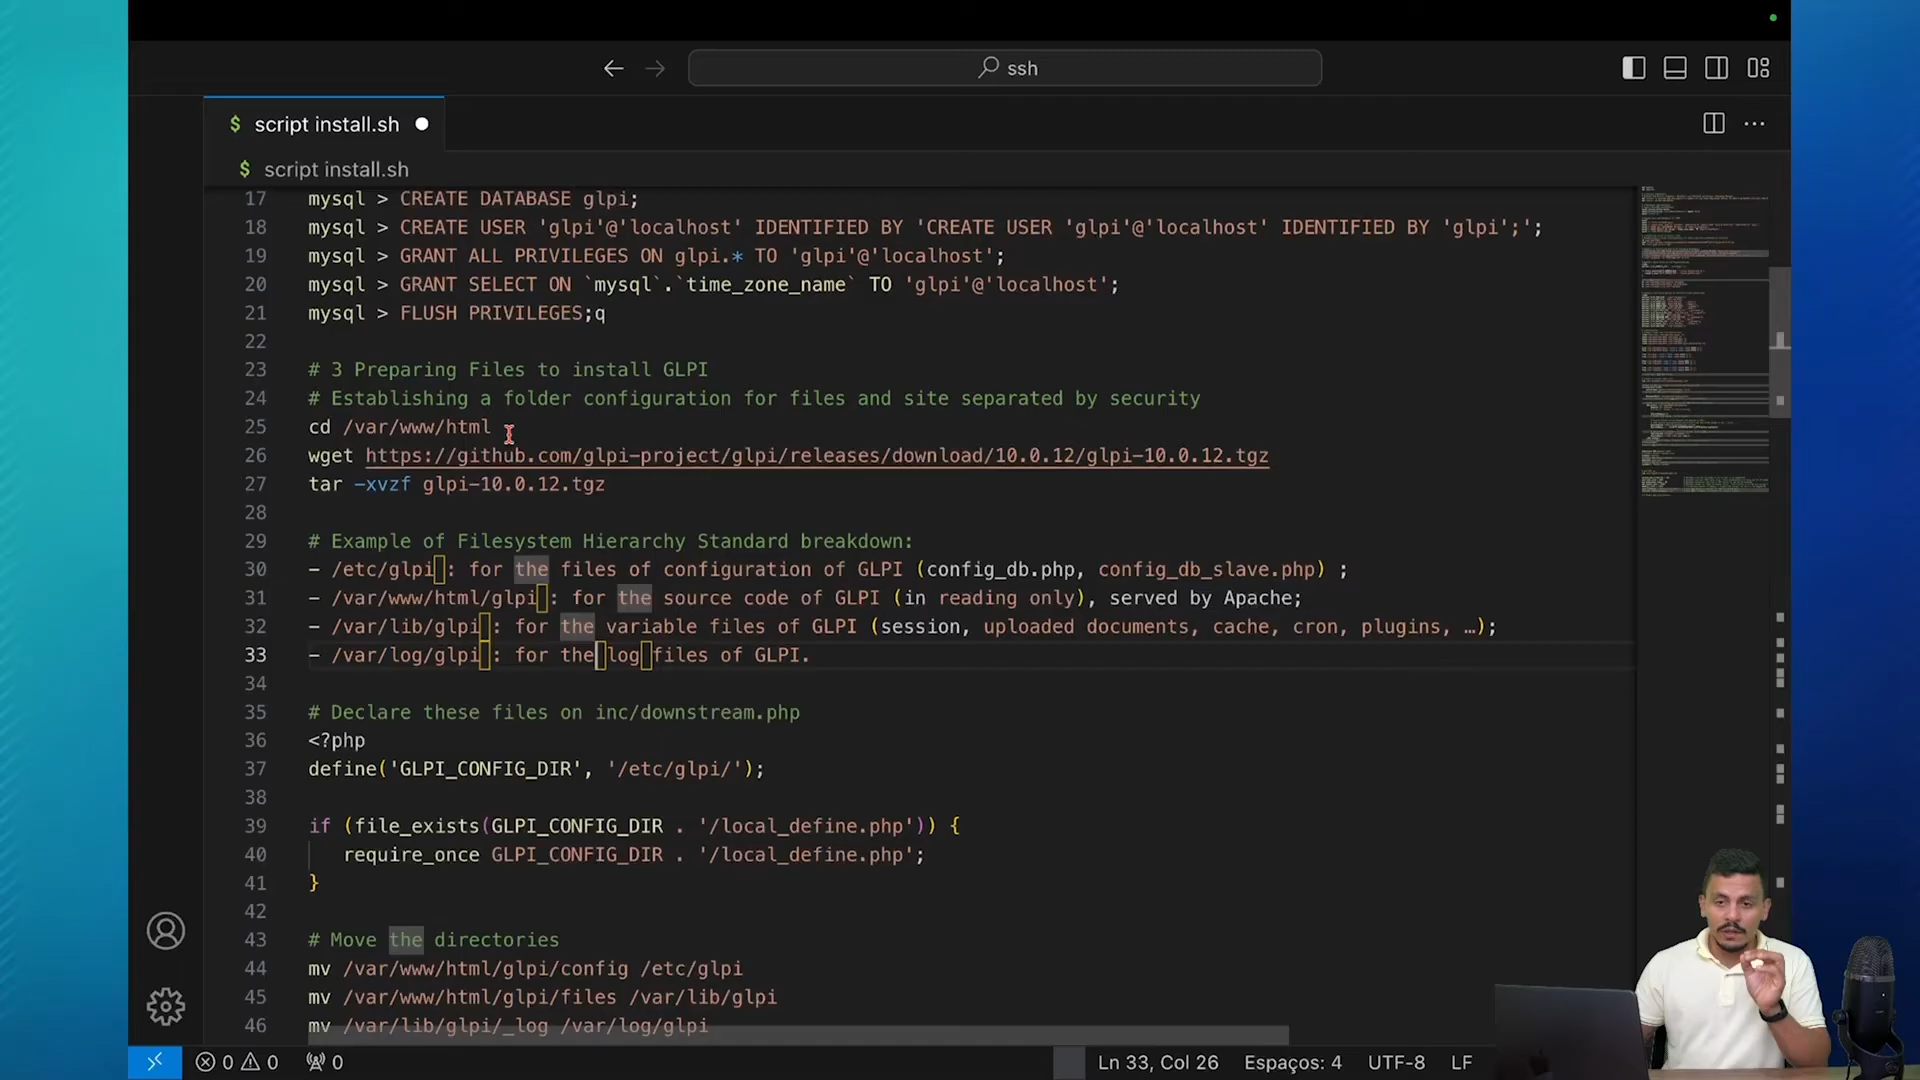 ssh
$ script install.sh
$ script install.sh
17 mysql > CREATE DATABASE glpi;
18 mysql > CREATE USER 'glpi'@'localhost' IDENTIFIED BY 'CREATE USER 'glpi'@'localhost' IDENTIFIED BY 'glpi';';
19 mysql > GRANT ALL PRIVILEGES ON glpi.* TO 'glpi'@'localhost';
20 mysql > GRANT SELECT ON `mysql`.`time_zone_name` TO 'glpi'@'localhost';
21 mysql > FLUSH PRIVILEGES;q
22
23 # 3 Preparing Files to install GLPI
24 # Establishing a folder configuration for files and site separated by security
25 cd /var/www/html
26 wget https://github.com/glpi-project/glpi/releases/download/10.0.12/glpi-10.0.12.tgz
27 tar -xvzf glpi-10.0.12.tgz
28
29 # Example of Filesystem Hierarchy Standard breakdown:
30 - /etc/glpi : for the files of configuration of GLPI (config_db.php, config_db_slave.php) ;
31 - /var/www/html/glpi : for the source code of GLPI (in reading only), served by Apache;
32 - /var/lib/glpi : for the variable files of GLPI (session, uploaded documents, cache, cron, plugins, …);
33 - /var/log/glpi : for the log files of GLPI.
34
35 # Declare these files on inc/downstream.php
36 <?php
37 define('GLPI_CONFIG_DIR', '/etc/glpi/');
38
39 if (file_exists(GLPI_CONFIG_DIR . '/local_define.php')) {
40 require_once GLPI_CONFIG_DIR . '/local_define.php';
41 }
42
43 # Move the directories
44 mv /var/www/html/glpi/config /etc/glpi
45 mv /var/www/html/glpi/files /var/lib/glpi
46 mv /var/lib/glpi/_log /var/log/glpi
0 0 0 Ln 33, Col 26 Espaços: 4 UTF-8 LF